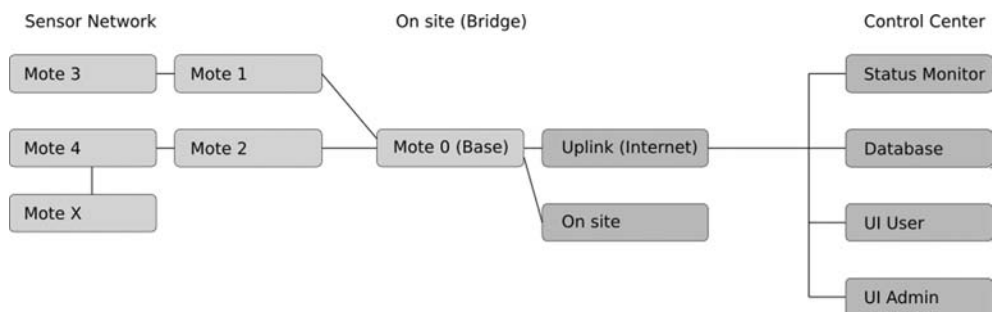 Sensor Network
On site (Bridge)
Control Center
Mote 3
Mote 1
Status Monitor
Mote 4
Mote 2
Mote 0 (Base)
Uplink (Internet)
Database
Mote X
On site
UI User
UI Admin